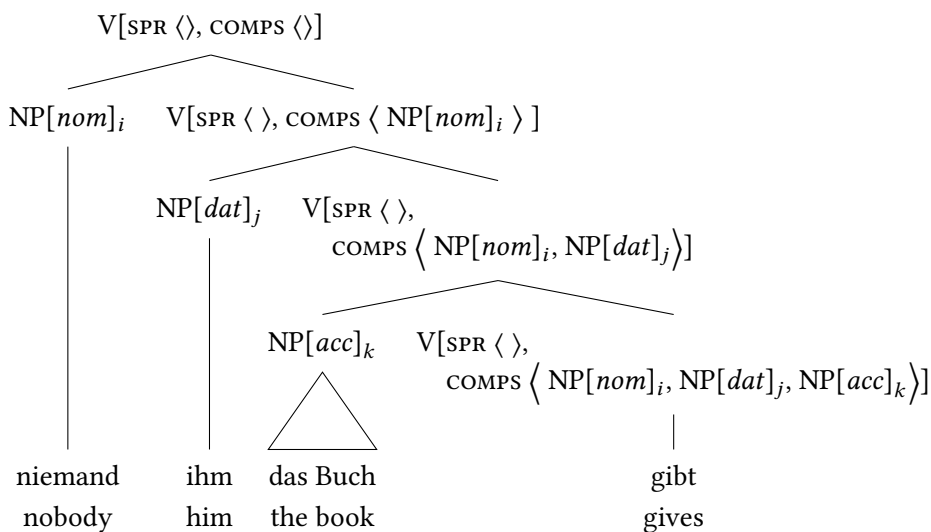 V[SPR ⟨⟩, COMPS ⟨⟩]
NP[nom]i V[SPR ⟨ ⟩, COMPS ⟨ NP[nom]i ⟩ ]
NP[dat]j V[SPR ⟨ ⟩,
COMPS ⟨ NP[nom]i, NP[dat]j⟩]
NP[acc]k V[SPR ⟨ ⟩,
COMPS ⟨ NP[nom]i, NP[dat]j, NP[acc]k⟩]
niemand ihm das Buch gibt
nobody him the book gives